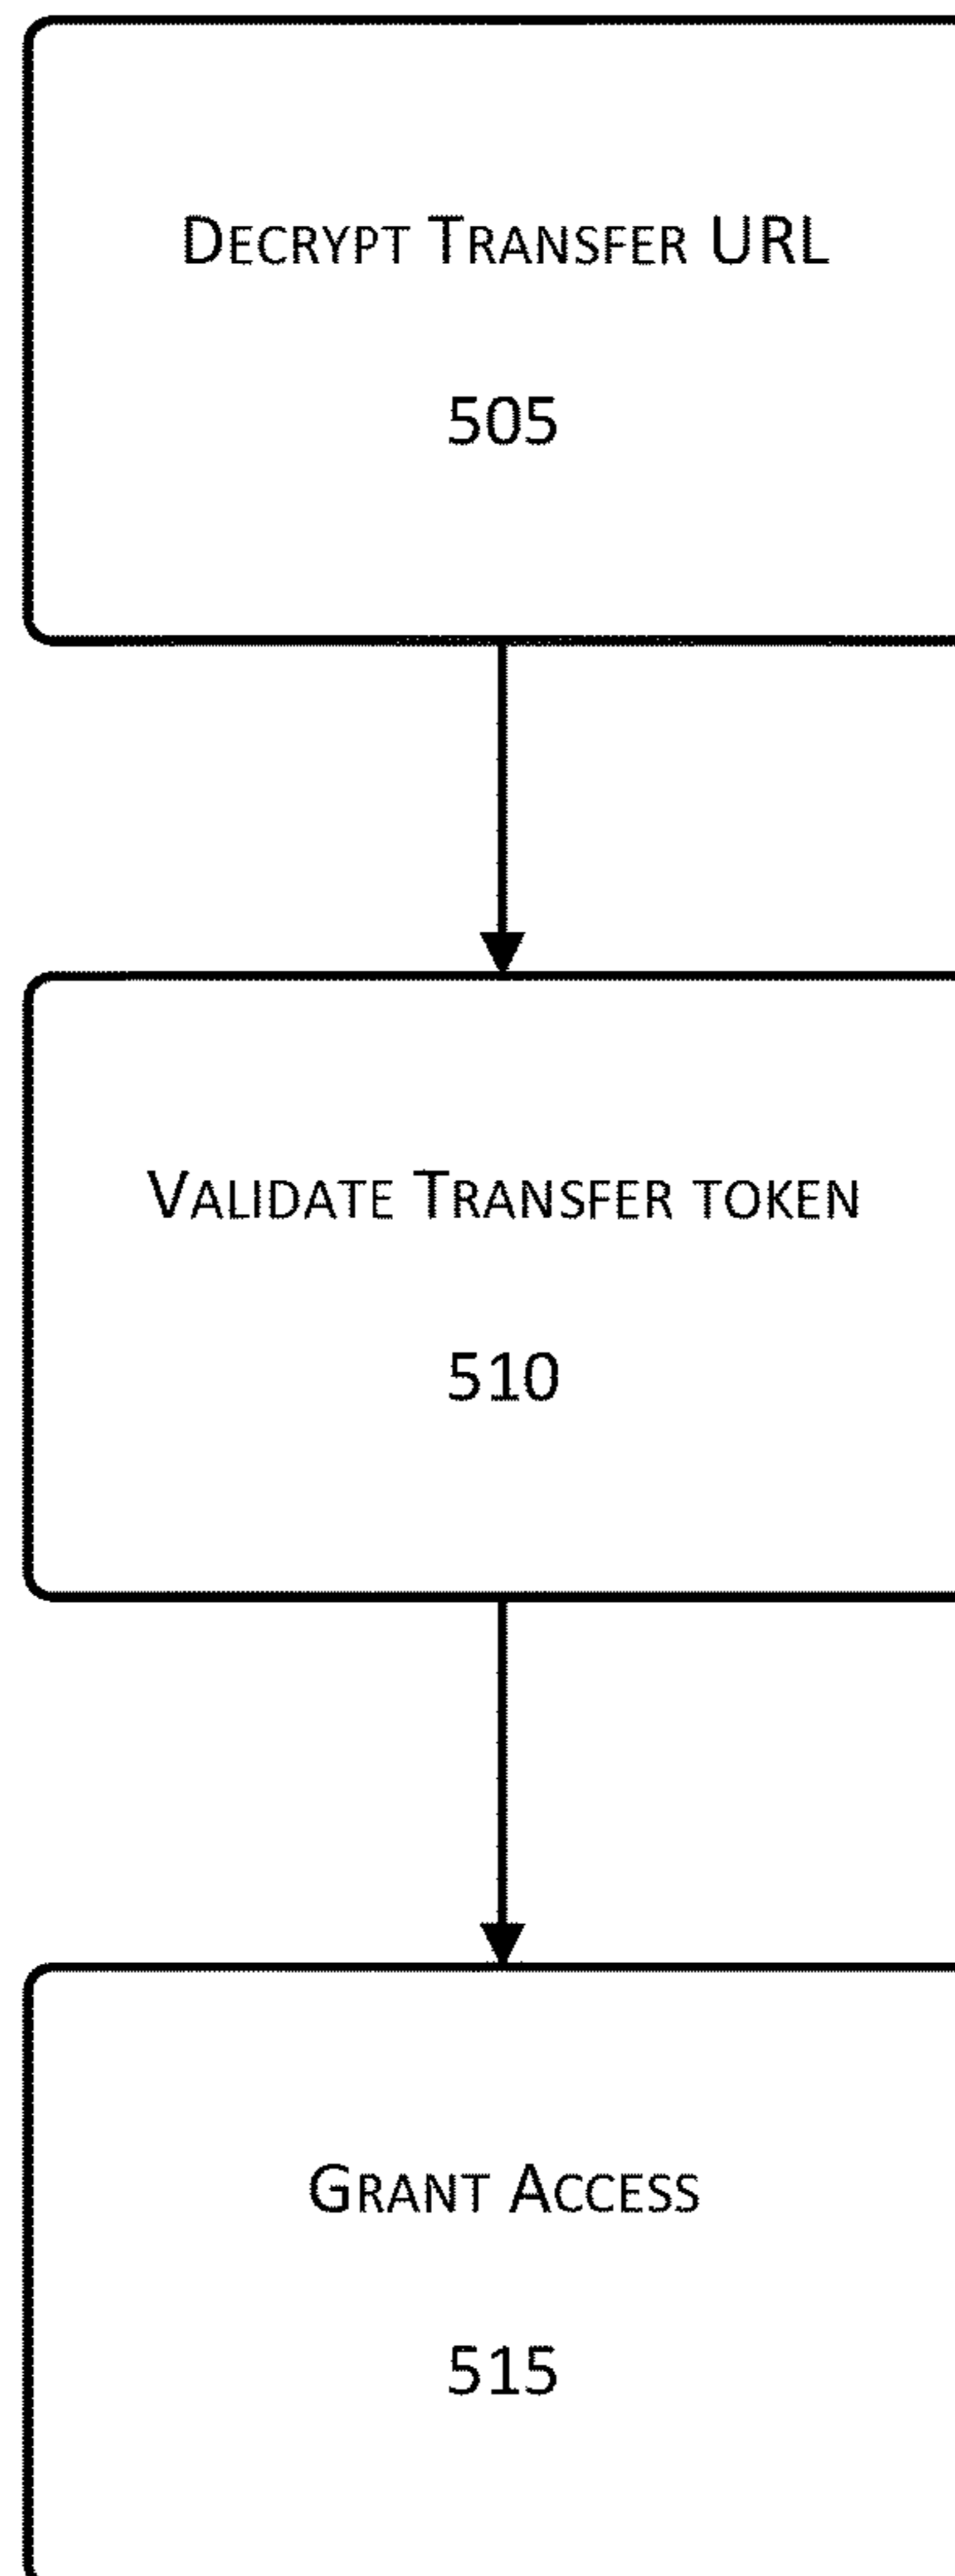 Decrypt Transfer URL
505
Validate Transfer token
510
Grant Access
515